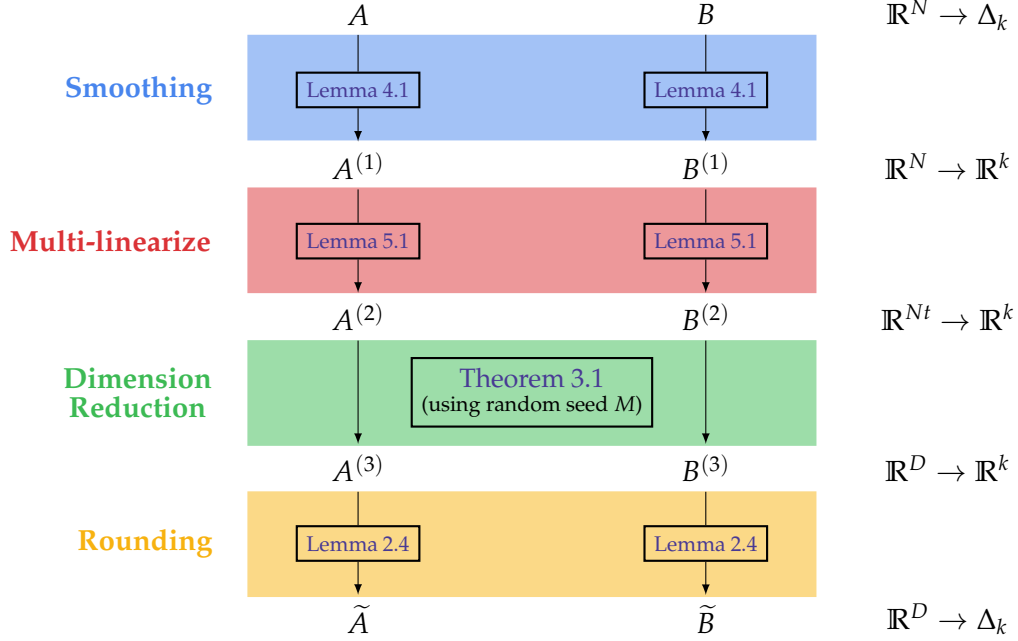 A B ℝ^N → Δ_k
Smoothing Lemma 4.1 Lemma 4.1
A^(1) B^(1) ℝ^N → ℝ^k
Multi-linearize Lemma 5.1 Lemma 5.1
A^(2) B^(2) ℝ^{Nt} → ℝ^k
Dimension
Reduction
Theorem 3.1
(using random seed M)
A^(3) B^(3) ℝ^D → ℝ^k
Rounding Lemma 2.4 Lemma 2.4
Ã B̃ ℝ^D → Δ_k